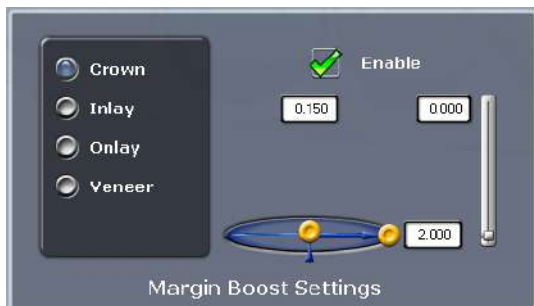 Crown
Enable
Inlay
0.150
0.000
Onlay
Veneer
2.000
Margin Boost Settings